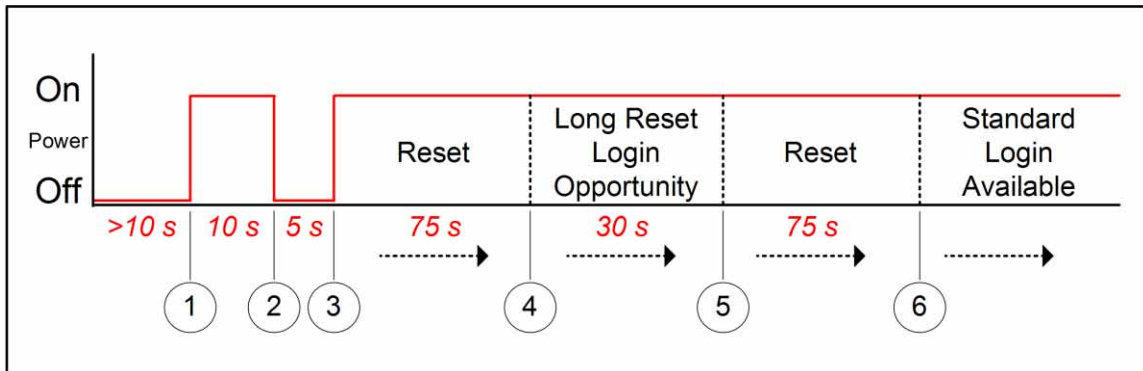 On
Power
Off
Reset
Long Reset
Login
Opportunity
Reset
Standard
Login
Available
>10 s
10 s
5 s
75 s
30 s
75 s
1
2
3
4
5
6